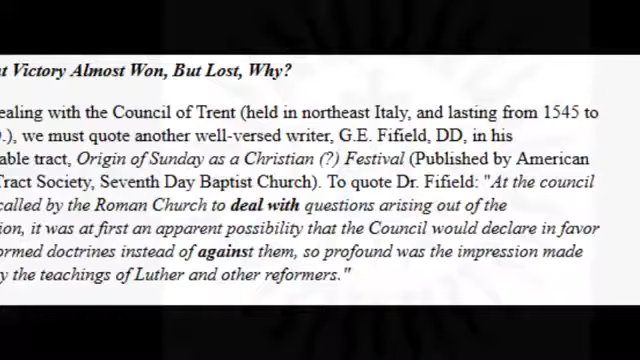 t Victory Almost Won, But Lost, Why?
ealing with the Council of Trent (held in northeast Italy, and lasting from 1545 to
.), we must quote another well-versed writer, G.E. Fifield, DD, in his
able tract, Origin of Sunday as a Christian (?) Festival (Published by American
Tract Society, Seventh Day Baptist Church). To quote Dr. Fifield: "At the council
called by the Roman Church to deal with questions arising out of the
ion, it was at first an apparent possibility that the Council would declare in favor
ormed doctrines instead of against them, so profound was the impression made
y the teachings of Luther and other reformers."